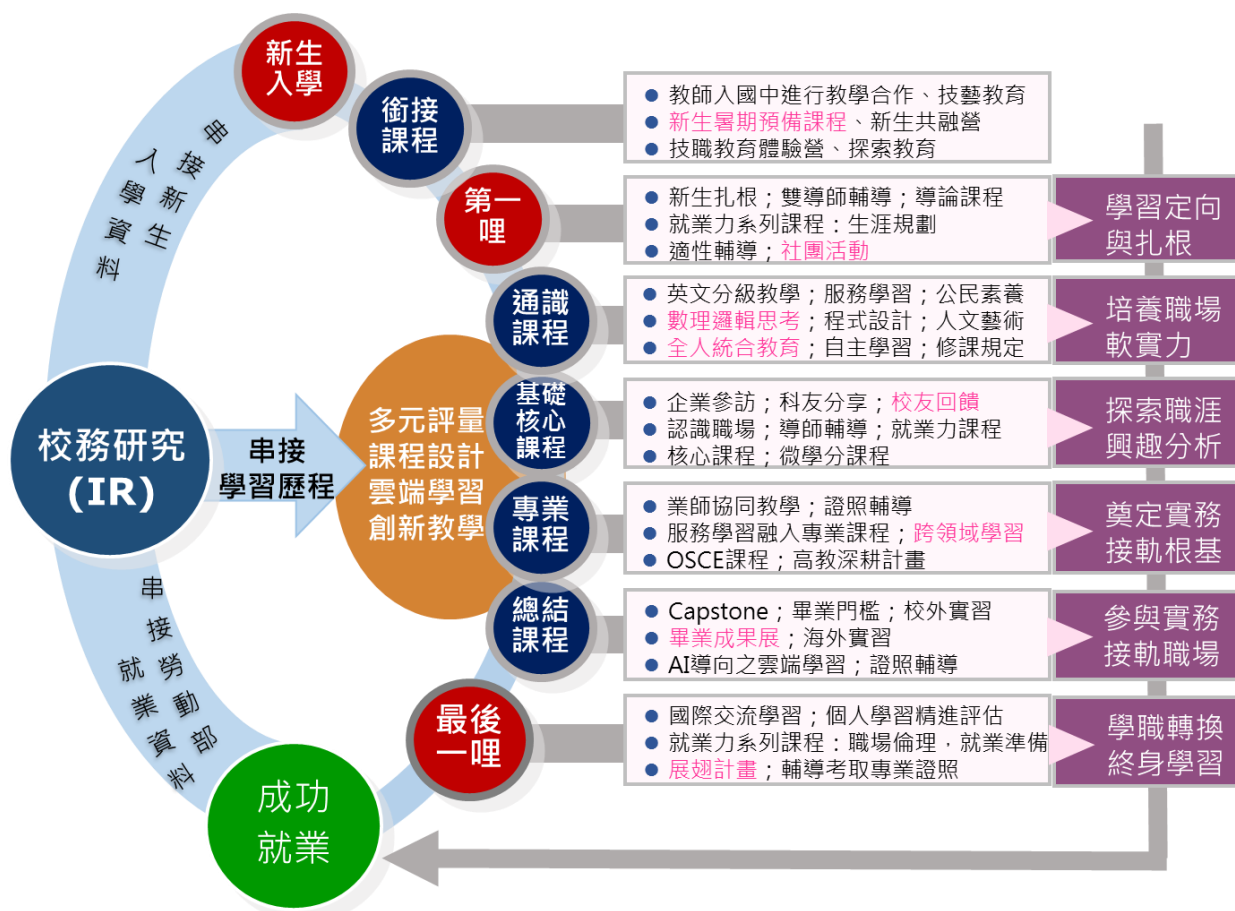 新生
入學
銜接
課程
第一
哩
通識
課程
基礎
核心
課程
專業
課程
總結
課程
最後
一哩
成功
就業
校務研究
(IR)
串接新生
入學資料
串接
學習歷程
串接勞動部
就業資料
多元評量
課程設計
雲端學習
創新教學
● 教師入國中進行教學合作、技藝教育
● 新生暑期預備課程、新生共融營
● 技職教育體驗營、探索教育
● 新生扎根；雙導師輔導；導論課程
● 就業力系列課程：生涯規劃
● 適性輔導；社團活動
學習定向
與扎根
● 英文分級教學；服務學習；公民素養
● 數理邏輯思考；程式設計；人文藝術
● 全人統合教育；自主學習；修課規定
培養職場
軟實力
● 企業參訪；科友分享；校友回饋
● 認識職場；導師輔導；就業力課程
● 核心課程；微學分課程
探索職涯
興趣分析
● 業師協同教學；證照輔導
● 服務學習融入專業課程；跨領域學習
● OSCE課程；高教深耕計畫
奠定實務
接軌根基
● Capstone；畢業門檻；校外實習
● 畢業成果展；海外實習
● AI導向之雲端學習；證照輔導
參與實務
接軌職場
● 國際交流學習；個人學習精進評估
● 就業力系列課程：職場倫理，就業準備
● 展翅計畫；輔導考取專業證照
學職轉換
終身學習